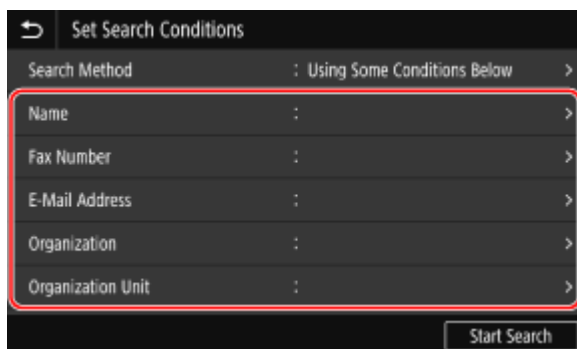 Set Search Conditions
Search Method : Using Some Conditions Below >
Name : >
Fax Number : >
E-Mail Address : >
Organization : >
Organization Unit : >
Start Search